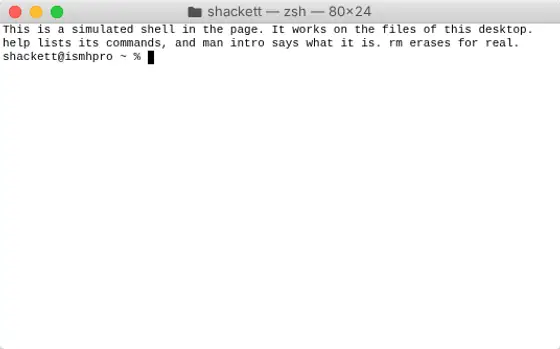 shackett — zsh — 80×24
This is a simulated shell in the page. It works on the files of this desktop.
help lists its commands, and man intro says what it is. rm erases for real.
shackett@ismhpro ~ %